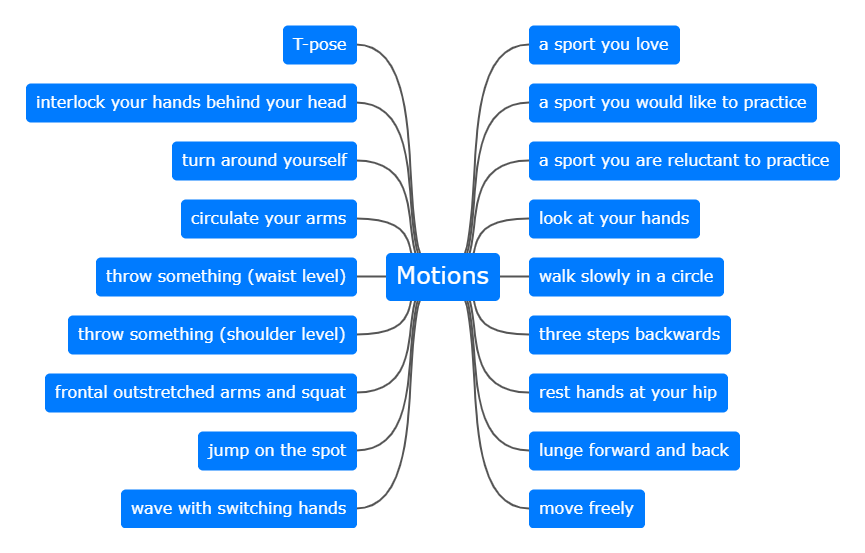 T-pose
interlock your hands behind your head
turn around yourself
circulate your arms
throw something (waist level)
throw something (shoulder level)
frontal outstretched arms and squat
jump on the spot
wave with switching hands
Motions
a sport you love
a sport you would like to practice
a sport you are reluctant to practice
look at your hands
walk slowly in a circle
three steps backwards
rest hands at your hip
lunge forward and back
move freely